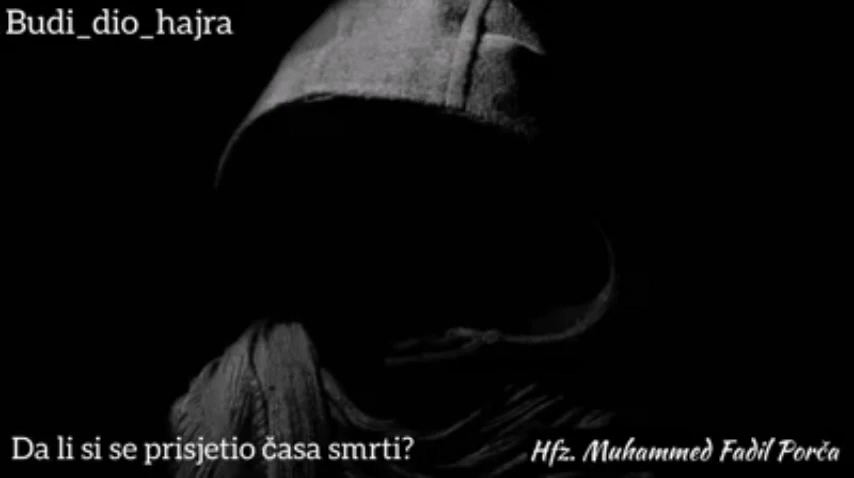 Budi_dio_hajra
Da li si se prisjetio časa smrti?
Hfz. Muhammed Fadil Porča